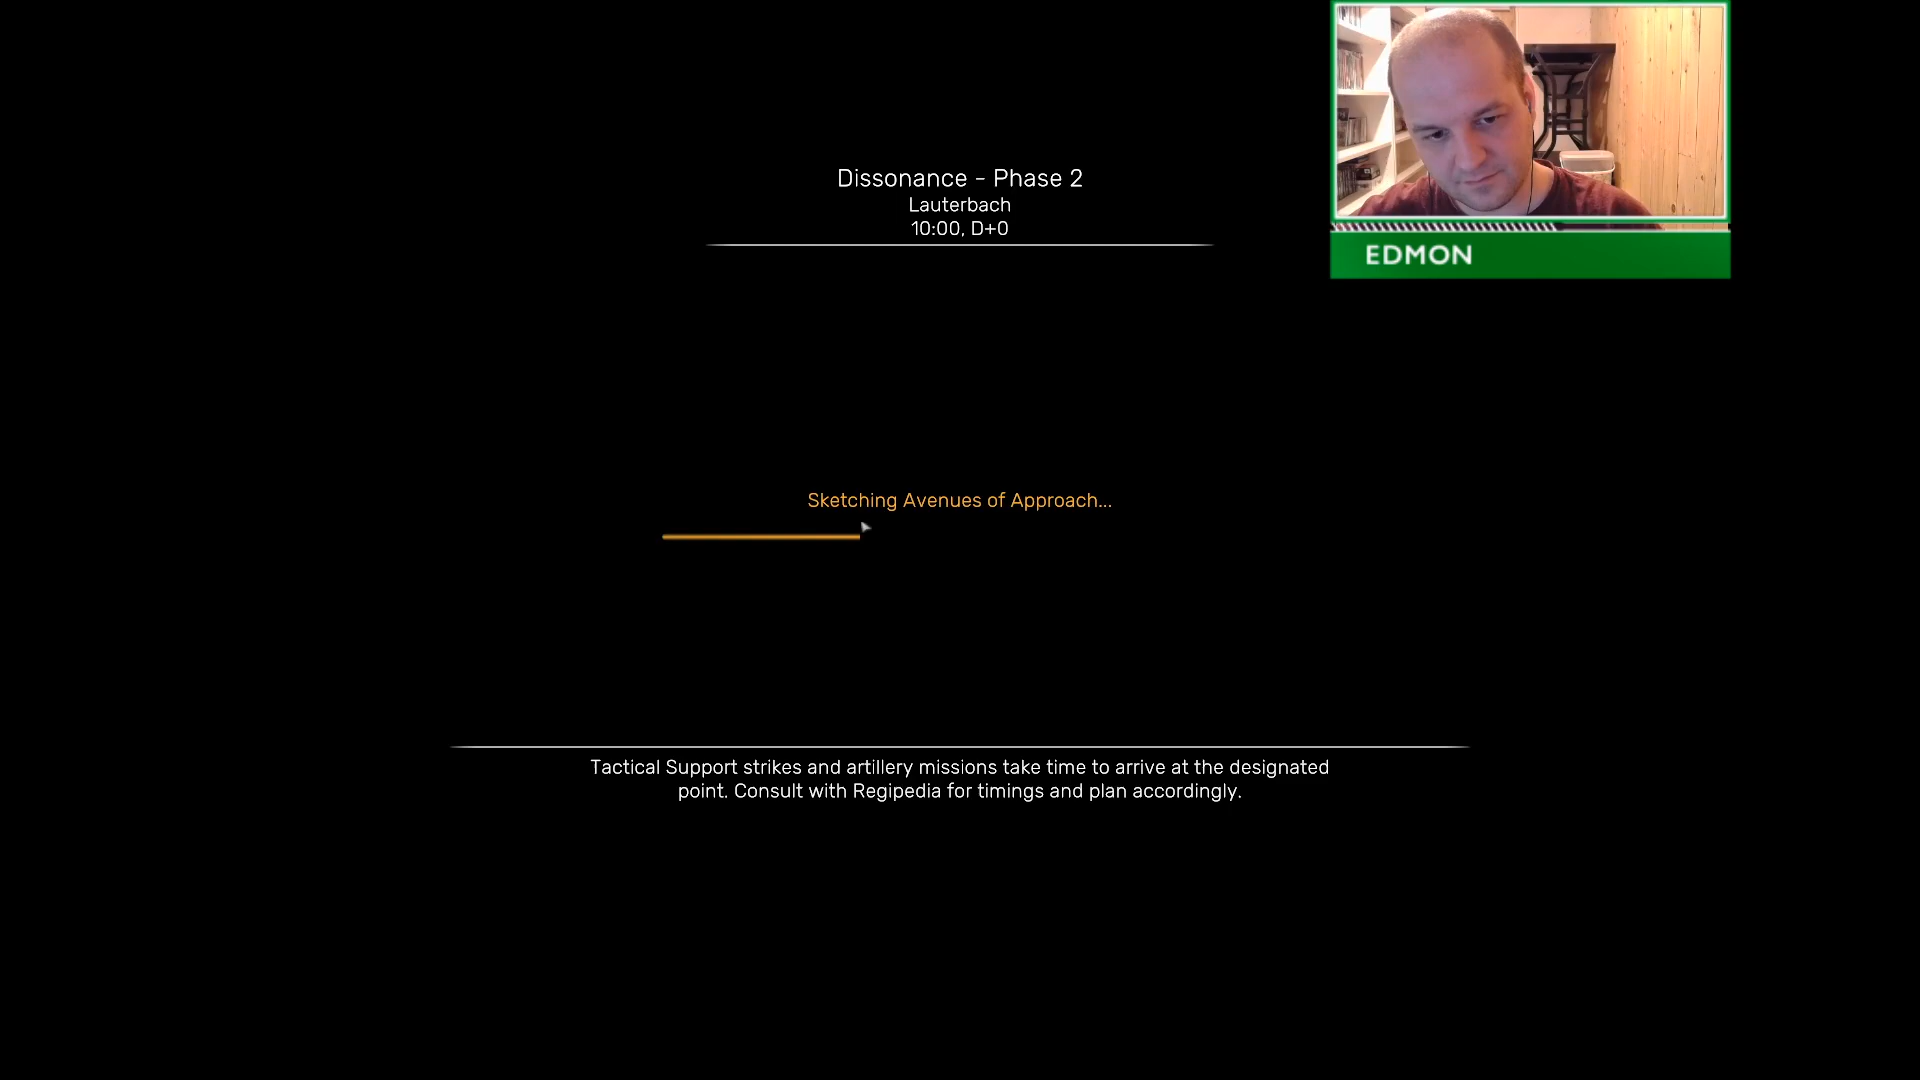 Dissonance - Phase 2
Lauterbach
10:00, D+0
EDMON
Sketching Avenues of Approach...
Tactical Support strikes and artillery missions take time to arrive at the designated
point. Consult with Regipedia for timings and plan accordingly.